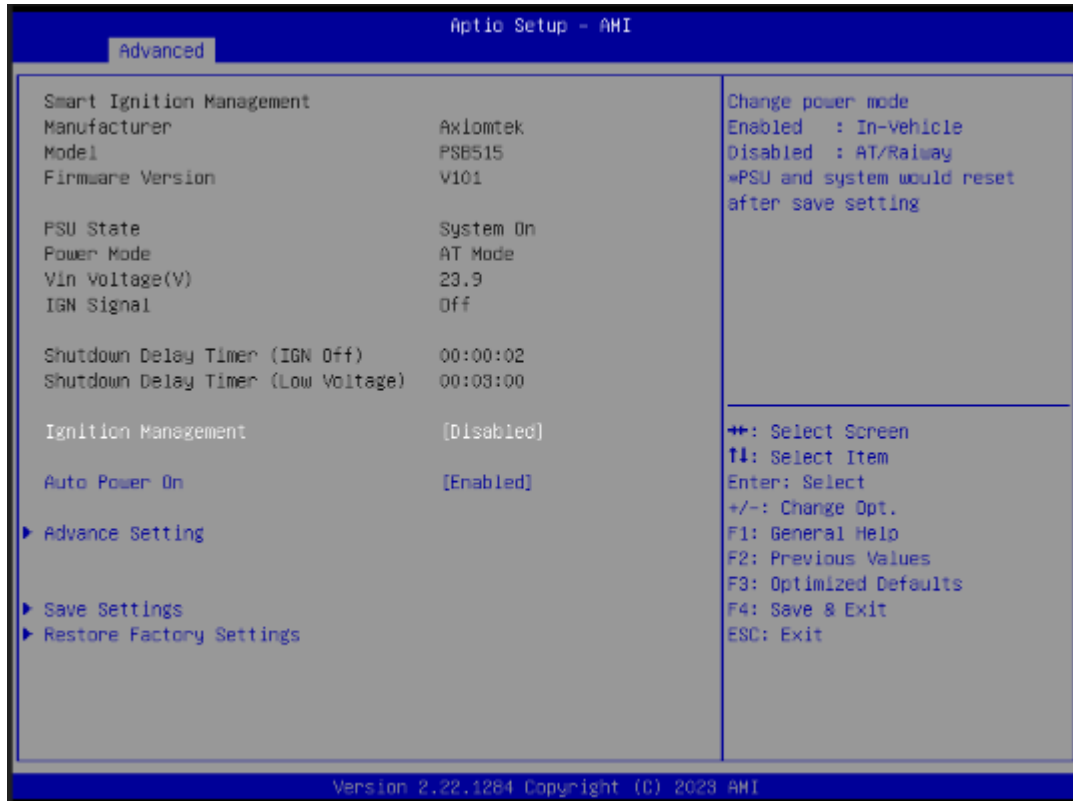 Aptio Setup - AMI
Advanced
Smart Ignition Management
Manufacturer Axiomtek
Model PSB515
Firmware Version V101
PSU State System On
Power Mode AT Mode
Vin Voltage(V) 23.9
IGN Signal Off
Shutdown Delay Timer (IGN Off) 00:00:02
Shutdown Delay Timer (Low Voltage) 00:03:00
Ignition Management [Disabled]
Auto Power On [Enabled]
Advance Setting
Save Settings
Restore Factory Settings
Change power mode
Enabled : In-Vehicle
Disabled : AT/Raiway
*PSU and system would reset
after save setting
→←: Select Screen
↑↓: Select Item
Enter: Select
+/-: Change Opt.
F1: General Help
F2: Previous Values
F3: Optimized Defaults
F4: Save & Exit
ESC: Exit
Version 2.22.1284 Copyright (C) 2023 AMI